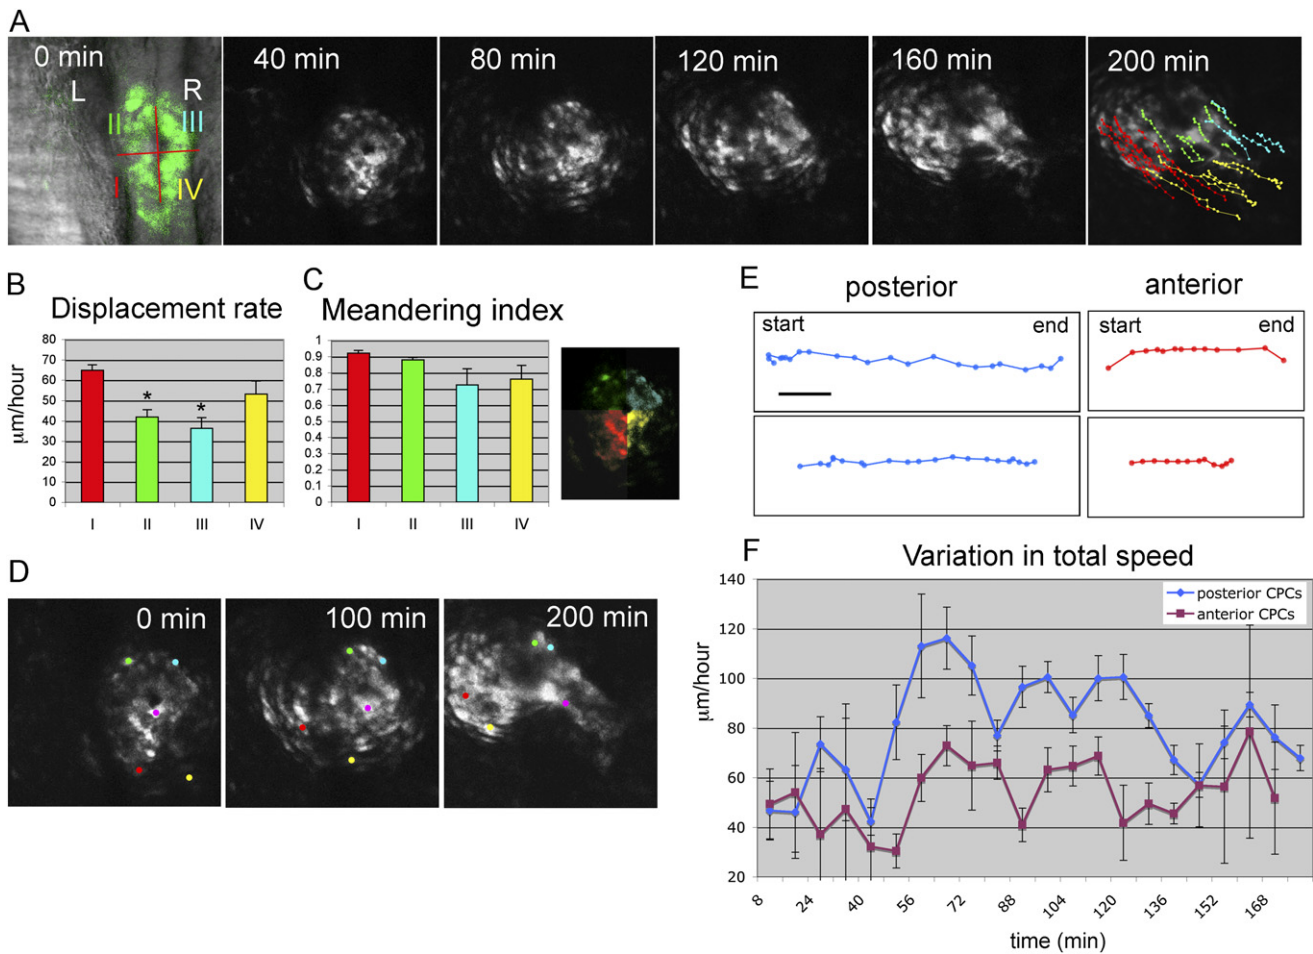 A
0 min
L
R
II
III
I
IV
40 min
80 min
120 min
160 min
200 min
B
Displacement rate
μm/hour
80
70
60
50
40
30
20
10
0
*
*
I
II
III
IV
C
Meandering index
1
0.9
0.8
0.7
0.6
0.5
0.4
0.3
0.2
0.1
0
I
II
III
IV
D
0 min
100 min
200 min
E
posterior
anterior
start
end
start
end
F
Variation in total speed
posterior CPCs
anterior CPCs
μm/hour
140
120
100
80
60
40
20
8
24
40
56
72
88
104
120
136
152
168
time (min)